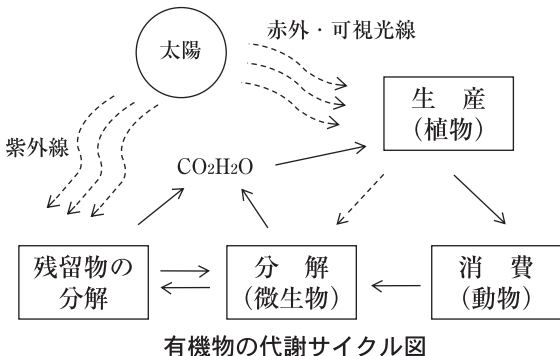 太陽
赤外・可視光線
紫外線
生　産
（植物）
CO₂H₂O
残留物の
分解
分　解
（微生物）
消　費
（動物）
有機物の代謝サイクル図